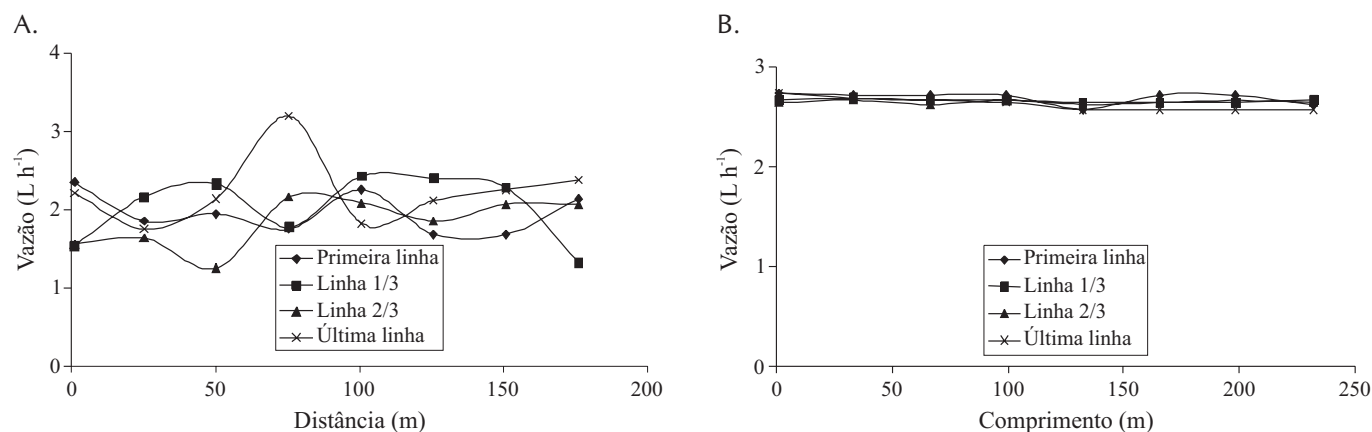 A.
Vazão (L h-1)
4
3
2
1
0
Primeira linha
Linha 1/3
Linha 2/3
Última linha
0 50 100 150 200
Distância (m)
B.
Vazão (L h-1)
3
2
1
0
Primeira linha
Linha 1/3
Linha 2/3
Última linha
0 50 100 150 200 250
Comprimento (m)